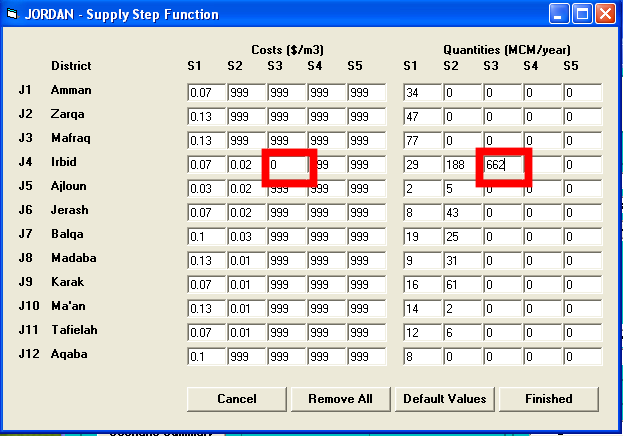 JORDAN - Supply Step Function
Costs ($/m3) Quantities (MCM/year)
District S1 S2 S3 S4 S5 S1 S2 S3 S4 S5
J1 Amman 0.07 999 999 999 999 34 0 0 0 0
J2 Zarqa 0.13 999 999 999 999 47 0 0 0 0
J3 Mafraq 0.13 999 999 999 999 77 0 0 0 0
J4 Irbid 0.07 0.02 0 999 999 29 188 662 0
J5 Ajloun 0.03 0.02 999 999 999 2 5 0 0 0
J6 Jerash 0.07 0.02 999 999 999 8 43 0 0 0
J7 Balqa 0.1 0.03 999 999 999 19 25 0 0 0
J8 Madaba 0.13 0.01 999 999 999 9 31 0 0 0
J9 Karak 0.07 0.01 999 999 999 16 61 0 0 0
J10 Ma'an 0.13 0.01 999 999 999 14 2 0 0 0
J11 Tafielah 0.07 0.01 999 999 999 12 6 0 0 0
J12 Aqaba 0.1 999 999 999 999 8 0 0 0 0
Cancel Remove All Default Values Finished